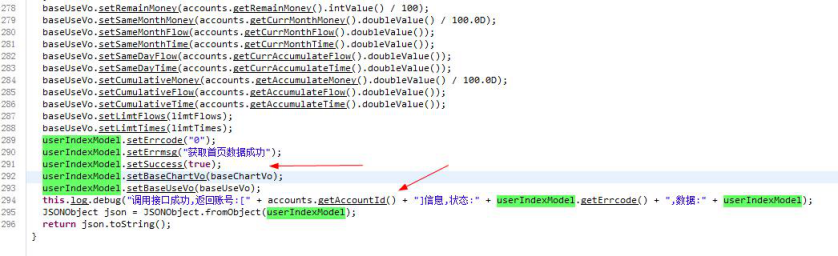 278 baseUseVo.setRemainMoney(accounts.getRemainMoney().intValue() / 100);
279 baseUseVo.setSameMonthMoney(accounts.getCurrMonthMoney().doubleValue() / 100.0D);
280 baseUseVo.setSameMonthFlow(accounts.getCurrMonthFlow().doubleValue());
281 baseUseVo.setSameMonthTime(accounts.getCurrMonthTime().doubleValue());
282 baseUseVo.setSameDayFlow(accounts.getCurrAccumulateFlow().doubleValue());
283 baseUseVo.setSameDayTime(accounts.getCurrAccumulateTime().doubleValue());
284 baseUseVo.setCumulativeMoney(accounts.getAccumulateMoney().doubleValue() / 100.0D);
285 baseUseVo.setCumulativeFlow(accounts.getAccumulateFlow().doubleValue());
286 baseUseVo.setCumulativeTime(accounts.getAccumulateTime().doubleValue());
287 baseUseVo.setLimtFlows(limtFlows);
288 baseUseVo.setLimtTimes(limtTimes);
289 userIndexModel.setErrcode("0");
290 userIndexModel.setErrmsg("获取首页数据成功");
291 userIndexModel.setSuccess(true);
292 userIndexModel.setBaseChartVo(baseChartVo);
293 userIndexModel.setBaseUseVo(baseUseVo);
294 this.log.debug("调用接口成功,返回账号:[" + accounts.getAccountId() + "]信息,状态:" + userIndexModel.getErrcode() + ",数据:" + userIndexModel);
295 JSONObject json = JSONObject.fromObject(userIndexModel);
296 return json.toString();
}